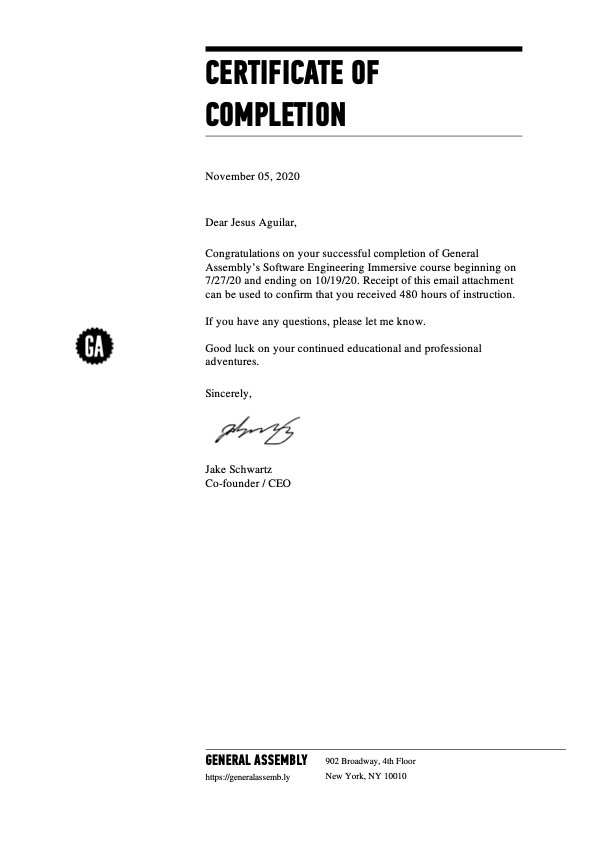 CERTIFICATE OF
COMPLETION
November 05, 2020
Dear Jesus Aguilar,
Congratulations on your successful completion of General
Assembly's Software Engineering Immersive course beginning on
7/27/20 and ending on 10/19/20. Receipt of this email attachment
can be used to confirm that you received 480 hours of instruction.
If you have any questions, please let me know.
GA
Good luck on your continued educational and professional
adventures.
Sincerely,
Jake Schwartz
Co-founder / CEO
GENERAL ASSEMBLY
902 Broadway, 4th Floor
https://generalassemb.ly
New York, NY 10010